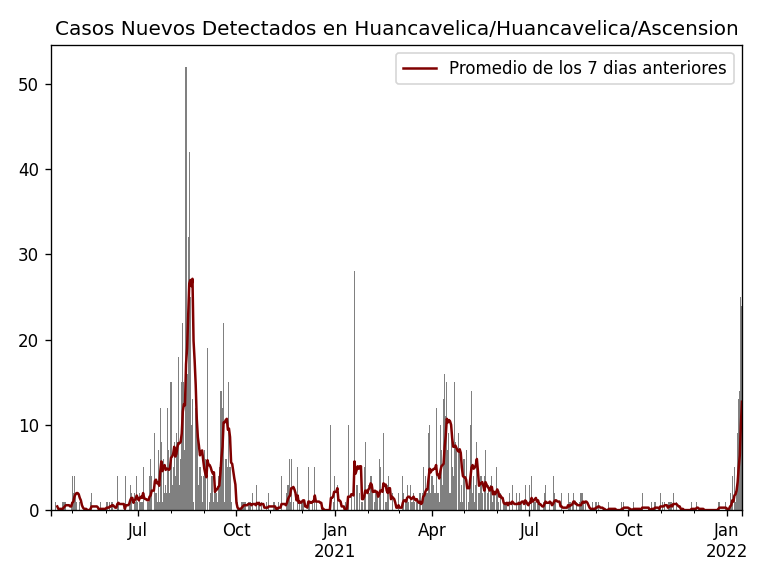 Casos Nuevos Detectados en Huancavelica/Huancavelica/Ascension
Promedio de los 7 dias anteriores
50
40
30
20
10
0
Jul Oct Jan Apr Jul Oct Jan
2021 2022